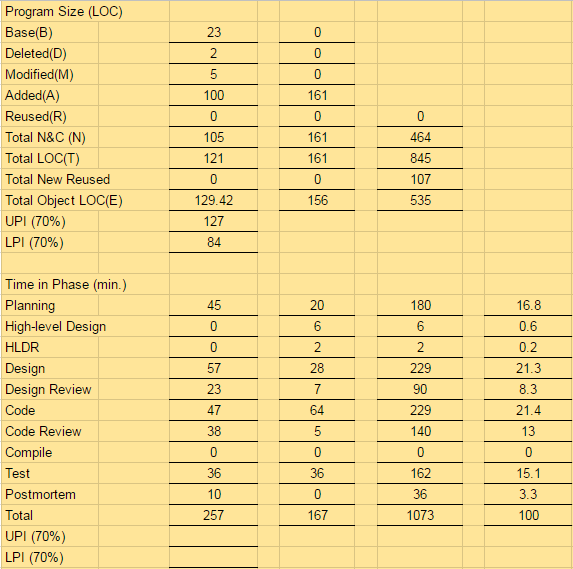 Program Size (LOC)
Base(B) 23 0
Deleted(D) 2 0
Modified(M) 5 0
Added(A) 100 161
Reused(R) 0 0 0
Total N&C (N) 105 161 464
Total LOC(T) 121 161 845
Total New Reused 0 0 107
Total Object LOC(E) 129.42 156 535
UPI (70%) 127
LPI (70%) 84
Time in Phase (min.)
Planning 45 20 180 16.8
High-level Design 0 6 6 0.6
HLDR 0 2 2 0.2
Design 57 28 229 21.3
Design Review 23 7 90 8.3
Code 47 64 229 21.4
Code Review 38 5 140 13
Compile 0 0 0 0
Test 36 36 162 15.1
Postmortem 10 0 36 3.3
Total 257 167 1073 100
UPI (70%)
LPI (70%)